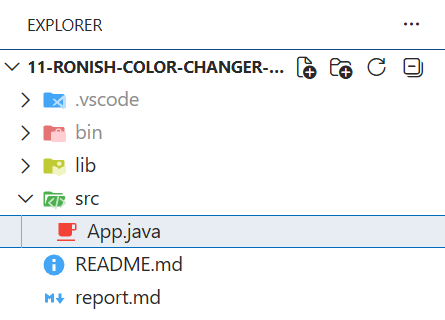 EXPLORER
11-RONISH-COLOR-CHANGER-...
.vscode
bin
lib
src
App.java
README.md
report.md